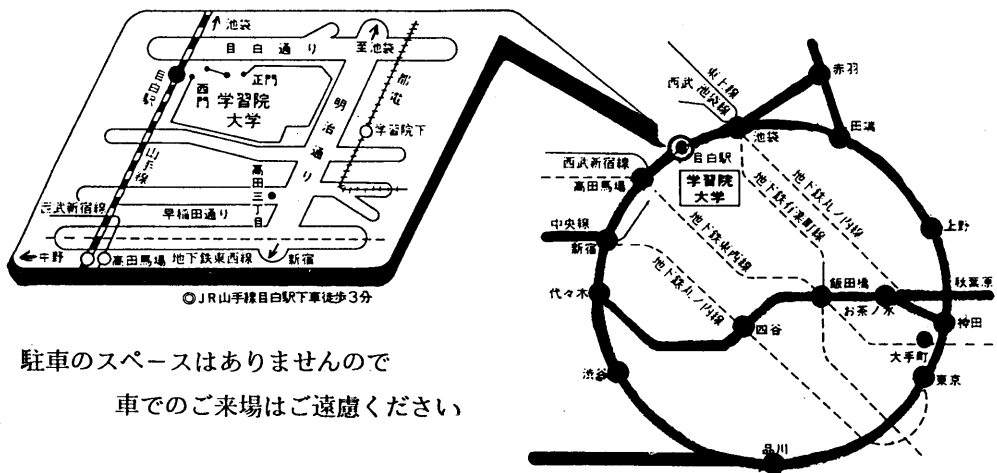 池袋
目白通り
至池袋
目白駅
西門
正門
学習院
大学
明治通り
都電
学習院下
山手線
高田三丁目
西武新宿線
早稲田通り
中野
高田馬場
地下鉄東西線
新宿
◎JR山手線目白駅下車徒歩3分
駐車のスペースはありませんので
車でのご来場はご遠慮ください
赤羽
東上線
西武池袋線
池袋
田端
目白駅
西武新宿線
高田馬場
学習院
大学
地下鉄丸ノ内線
地下鉄有楽町線
地下鉄東西線
上野
中央線
新宿
地下鉄丸ノ内線
代々木
飯田橋
秋葉原
お茶ノ水
四谷
神田
大手町
渋谷
東京
品川